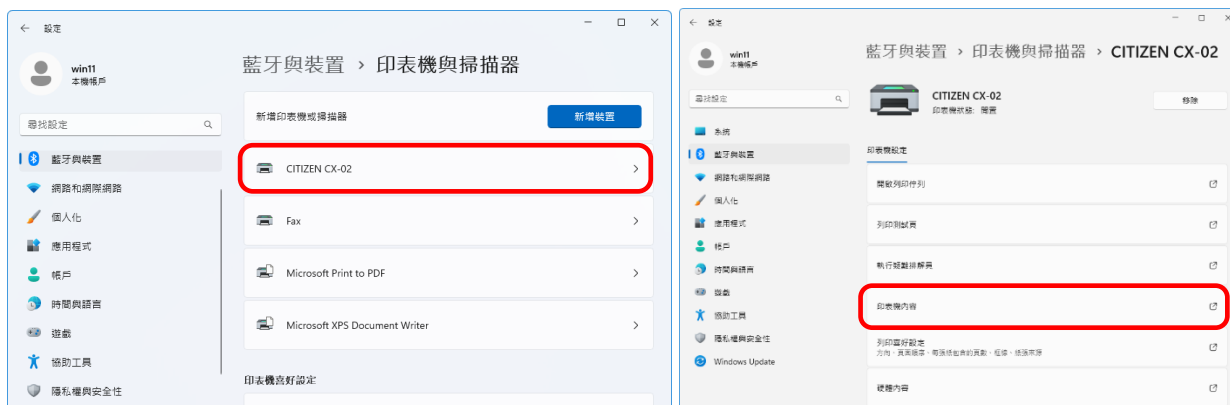 設定
win11
本機帳戶
尋找設定
藍牙與裝置
網路和網際網路
個人化
應用程式
帳戶
時間與語言
遊戲
協助工具
隱私權與安全性
藍牙與裝置 › 印表機與掃描器
新增印表機或掃描器
新增裝置
CITIZEN CX-02
Fax
Microsoft Print to PDF
Microsoft XPS Document Writer
印表機喜好設定
設定
win11
本機帳戶
尋找設定
系統
藍牙與裝置
網路和網際網路
個人化
應用程式
帳戶
時間與語言
遊戲
協助工具
隱私權與安全性
Windows Update
藍牙與裝置 › 印表機與掃描器 › CITIZEN CX-02
CITIZEN CX-02
印表機狀態: 閒置
移除
印表機設定
開啟列印佇列
列印測試頁
執行疑難排解員
印表機內容
列印喜好設定
方向、頁面順序、每張紙包含的頁數、框線、紙張來源
硬體內容